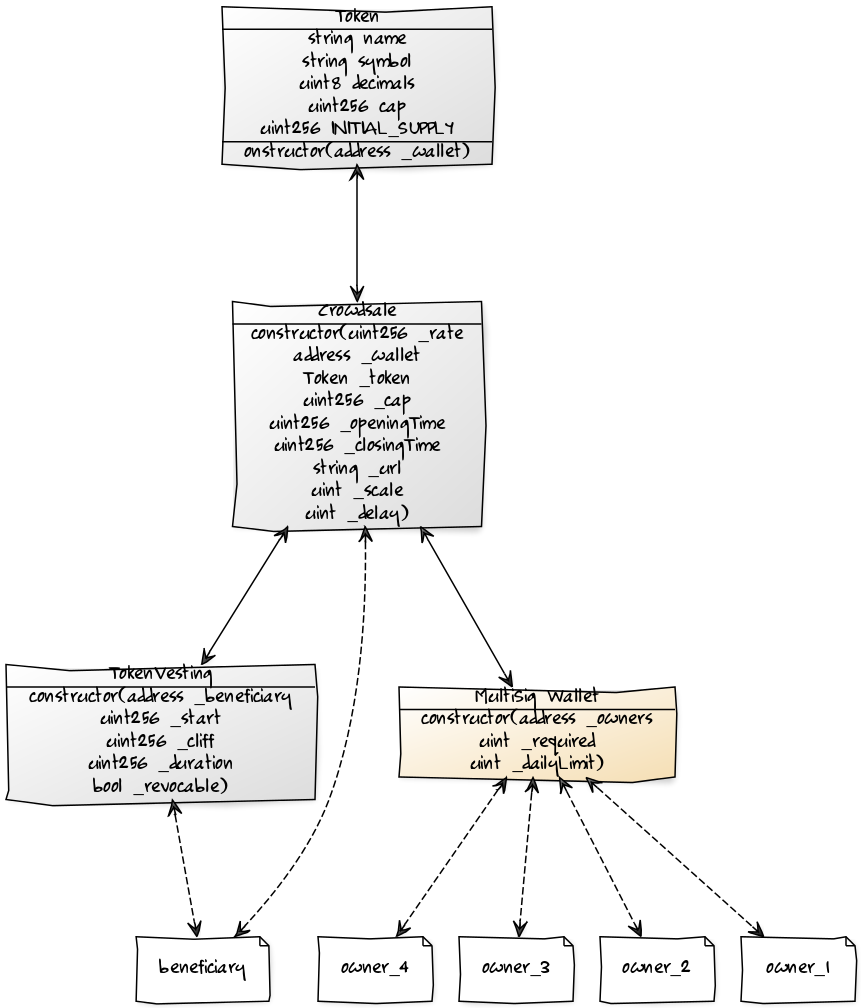 Token
string name
string symbol
uint8 decimals
uint256 cap
uint256 INITIAL_SUPPLY
onstructor(address _wallet)
Crowdsale
constructor(uint256 _rate
address _wallet
Token _token
uint256 _cap
uint256 _openingTime
uint256 _closingTime
string _url
uint _scale
uint _delay)
TokenVesting
constructor(address _beneficiary
uint256 _start
uint256 _cliff
uint256 _duration
bool _revocable)
MultiSig Wallet
constructor(address _owners
uint _required
uint _dailyLimit)
beneficiary
owner_4
owner_3
owner_2
owner_1